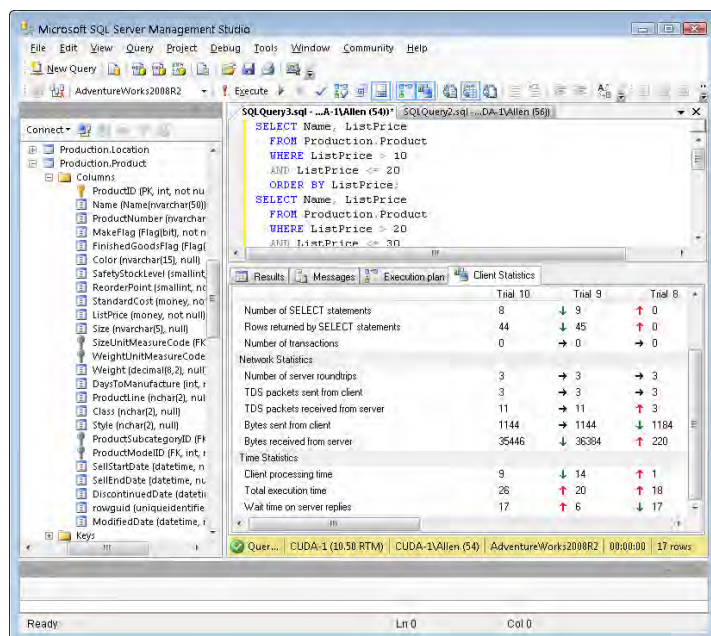 Microsoft SQL Server Management Studio
File Edit View Query Project Debug Tools Window Community Help
New Query
AdventureWorks2008R2 Execute
SQLQuery3.sql - ...A-1\Allen (54))* SQLQuery2.sql -...DA-1\Allen (56))
Connect
Production.Location
Production.Product
Columns
ProductID (PK, int, not nu
Name (Name(nvarchar(50))
ProductNumber (nvarchar
MakeFlag (Flag(bit), not n
FinishedGoodsFlag (Flag(
Color (nvarchar(15), null)
SafetyStockLevel (smallint,
ReorderPoint (smallint, no
StandardCost (money, not
ListPrice (money, not null)
Size (nvarchar(5), null)
SizeUnitMeasureCode (FK
WeightUnitMeasureCode
Weight (decimal(8,2), null)
DaysToManufacture (int, r
ProductLine (nchar(2), nul
Class (nchar(2), null)
Style (nchar(2), null)
ProductSubcategoryID (FK
ProductModelID (FK, int, r
SellStartDate (datetime, n
SellEndDate (datetime, nu
DiscontinuedDate (dateti
rowguid (uniqueidentifie
ModifiedDate (datetime, r
Keys
SELECT Name, ListPrice
FROM Production.Product
WHERE ListPrice > 10
AND ListPrice <= 20
ORDER BY ListPrice;
SELECT Name, ListPrice
FROM Production.Product
WHERE ListPrice > 20
AND ListPrice <= 30
Results Messages Execution plan Client Statistics
Trial 10 Trial 9 Trial 8
Number of SELECT statements 8 ↓ 9 ↑ 0
Rows returned by SELECT statements 44 ↓ 45 ↑ 0
Number of transactions 0 → 0 → 0
Network Statistics
Number of server roundtrips 3 → 3 → 3
TDS packets sent from client 3 → 3 → 3
TDS packets received from server 11 → 11 ↑ 3
Bytes sent from client 1144 → 1144 ↓ 1184
Bytes received from server 35446 ↓ 36384 ↑ 220
Time Statistics
Client processing time 9 ↓ 14 ↑ 1
Total execution time 26 ↑ 20 ↑ 18
Wait time on server replies 17 ↑ 6 ↓ 17
Quer... CUDA-1 (10.50 RTM) CUDA-1\Allen (54) AdventureWorks2008R2 00:00:00 17 rows
Ready Ln 0 Col 0